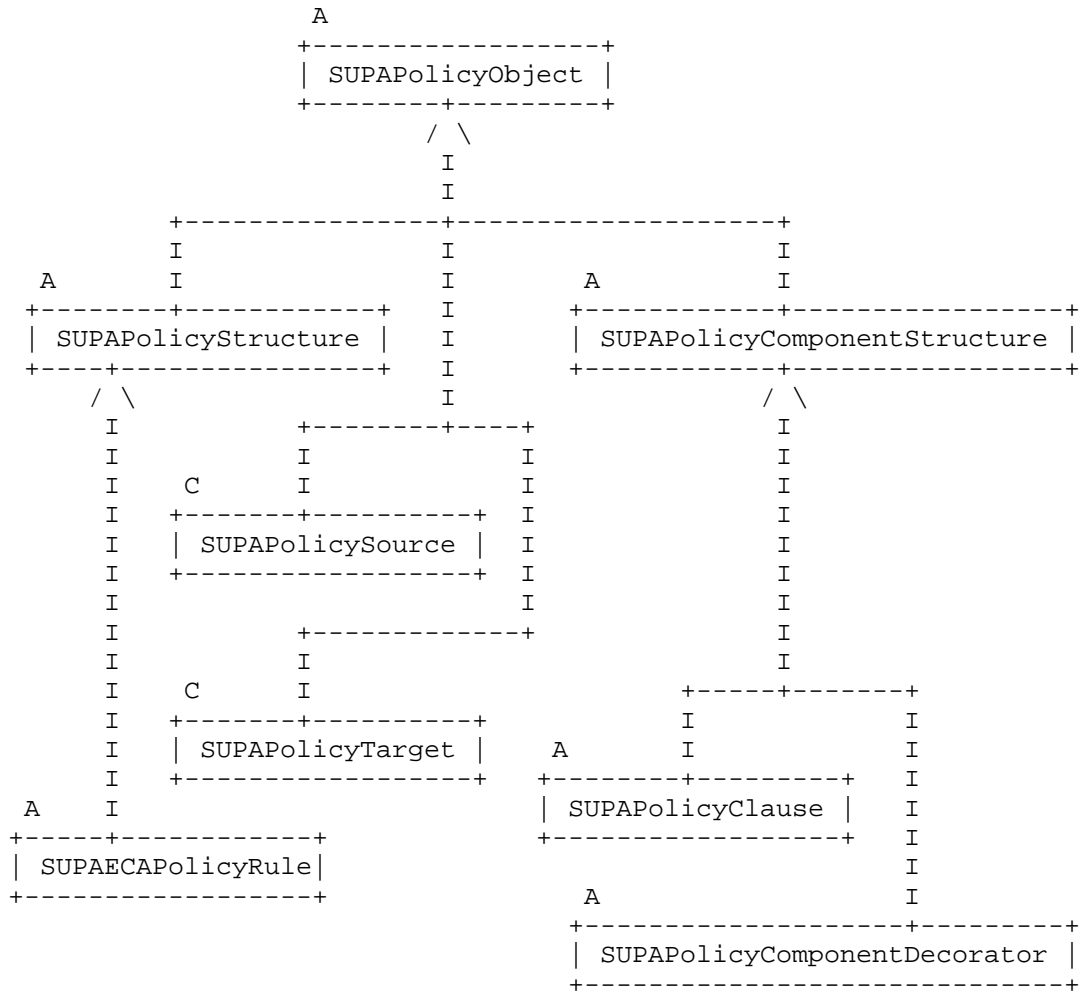 A
SUPAPolicyObject
A A
SUPAPolicyStructure SUPAPolicyComponentStructure
C
SUPAPolicySource
C
SUPAPolicyTarget A
A SUPAPolicyClause
SUPAECAPolicyRule
A
SUPAPolicyComponentDecorator